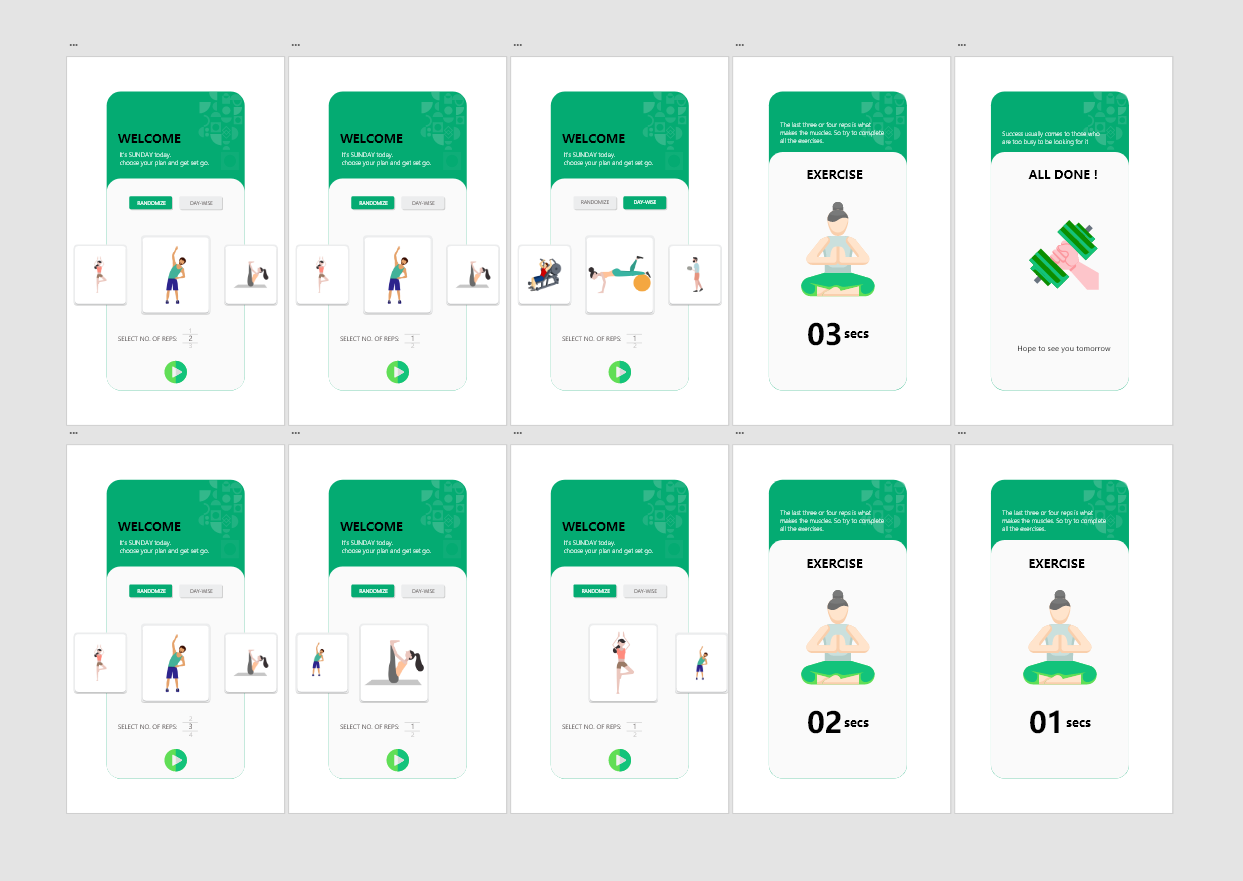 ...
...
...
...
...
WELCOME
It's SUNDAY today.
choose your plan and get set go.
RANDOMIZE
DAY-WISE
SELECT NO. OF REPS:
1
2
3
WELCOME
It's SUNDAY today.
choose your plan and get set go.
RANDOMIZE
DAY-WISE
SELECT NO. OF REPS:
1
2
WELCOME
It's SUNDAY today.
choose your plan and get set go.
RANDOMIZE
DAY-WISE
SELECT NO. OF REPS:
1
2
The last three or four reps is what
makes the muscles. So try to complete
all the exercises.
EXERCISE
03 secs
Success usually comes to those who
are too busy to be looking for it
ALL DONE !
Hope to see you tomorrow
...
...
...
...
...
WELCOME
It's SUNDAY today.
choose your plan and get set go.
RANDOMIZE
DAY-WISE
SELECT NO. OF REPS:
2
3
4
WELCOME
It's SUNDAY today.
choose your plan and get set go.
RANDOMIZE
DAY-WISE
SELECT NO. OF REPS:
1
2
WELCOME
It's SUNDAY today.
choose your plan and get set go.
RANDOMIZE
DAY-WISE
SELECT NO. OF REPS:
1
2
The last three or four reps is what
makes the muscles. So try to complete
all the exercises.
EXERCISE
02 secs
The last three or four reps is what
makes the muscles. So try to complete
all the exercises.
EXERCISE
01 secs